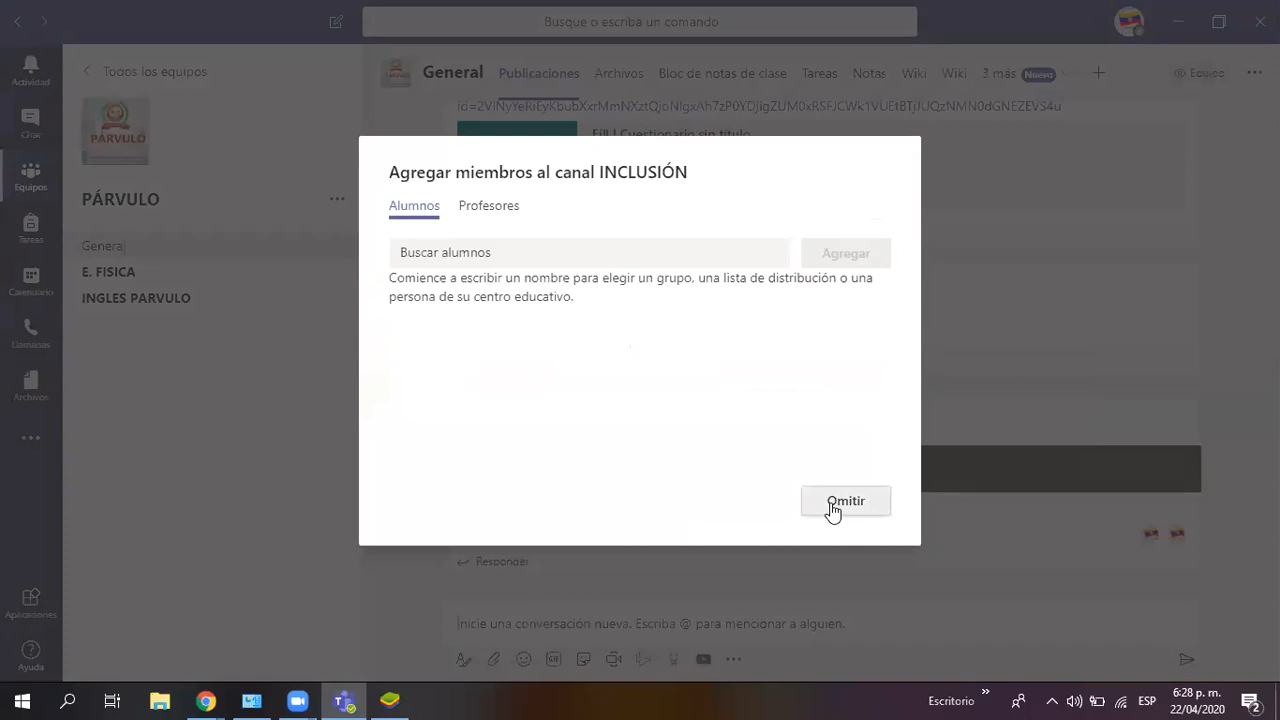 Busque o escriba un comando
Actividad
Chat
Equipos
Tareas
Calendario
Llamadas
Archivos
Aplicaciones
Ayuda
Todos los equipos
PÁRVULO
PÁRVULO
General
E. FISICA
INGLES PARVULO
General Publicaciones Archivos Bloc de notas de clase Tareas Notas Wiki Wiki 3 más Nuevo Equipo
Cuestionario sin título
Agregar miembros al canal INCLUSIÓN
Alumnos Profesores
Buscar alumnos Agregar
Comience a escribir un nombre para elegir un grupo, una lista de distribución o una
persona de su centro educativo.
Omitir
Responder
Inicie una conversación nueva. Escriba @ para mencionar a alguien.
GIF
Escritorio ESP 6:28 p. m.
22/04/2020
2